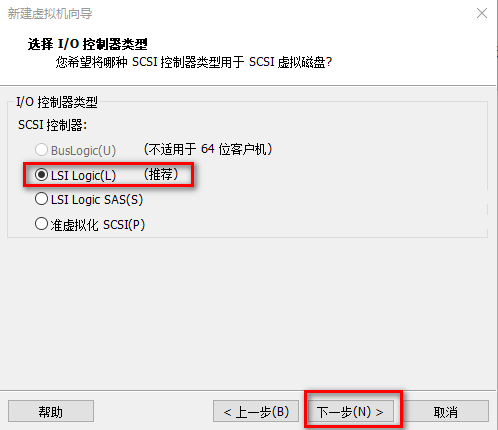 新建虚拟机向导
选择 I/O 控制器类型
您希望将哪种 SCSI 控制器类型用于 SCSI 虚拟磁盘?
I/O 控制器类型
SCSI 控制器:
BusLogic(U) （不适用于 64 位客户机）
LSI Logic(L) （推荐）
LSI Logic SAS(S)
准虚拟化 SCSI(P)
帮助 < 上一步(B) 下一步(N) > 取消